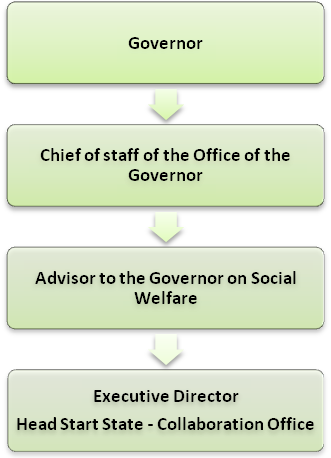 Governor
Chief of staff of the Office of the
Governor
Advisor to the Governor on Social
Welfare
Executive Director
Head Start State - Collaboration Office